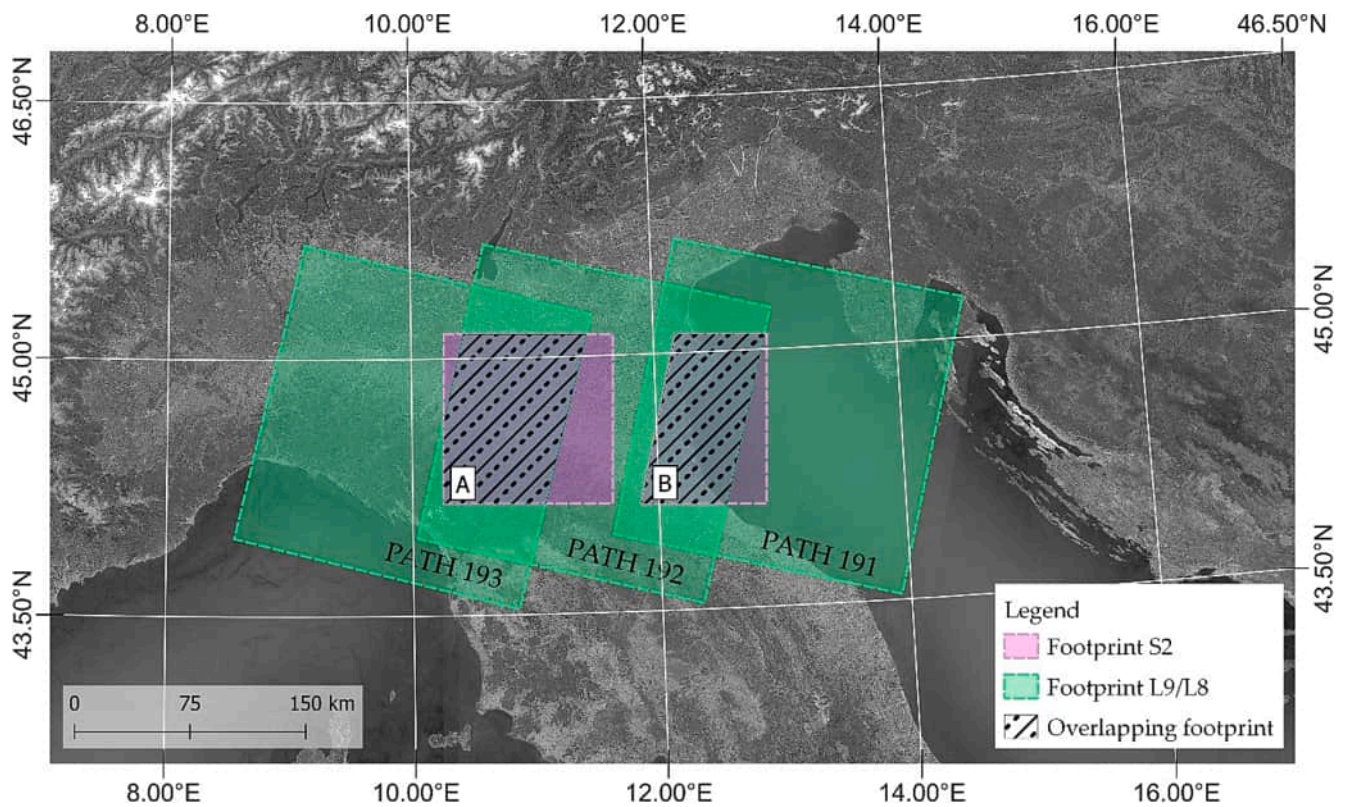 8.00°E 10.00°E 12.00°E 14.00°E 16.00°E 46.50°N
46.50°N
45.00°N
45.00°N
A
B
PATH 193
PATH 192
PATH 191
43.50°N
43.50°N
Legend
Footprint S2
Footprint L9/L8
Overlapping footprint
0 75 150 km
8.00°E 10.00°E 12.00°E 14.00°E 16.00°E